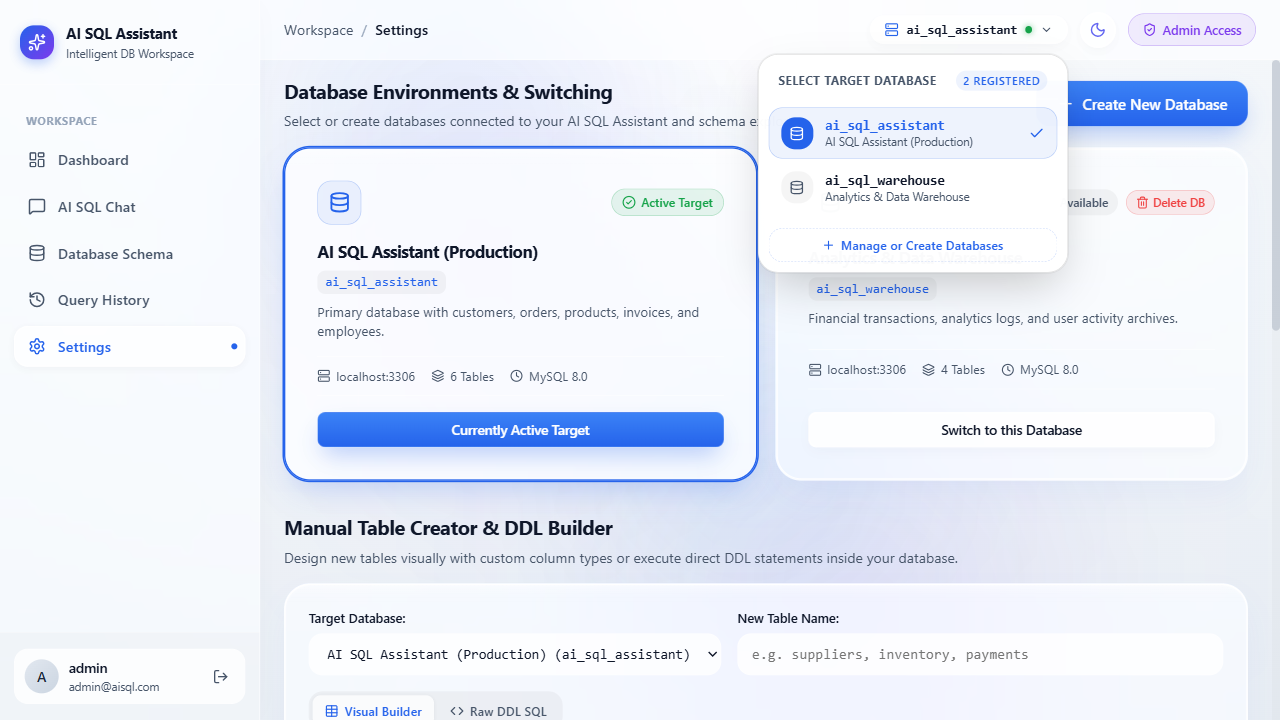 AI SQL Assistant
Intelligent DB Workspace
WORKSPACE
Dashboard
AI SQL Chat
Database Schema
Query History
Settings
A
admin
admin@aisql.com
Workspace / Settings
ai_sql_assistant
Admin Access
SELECT TARGET DATABASE
2 REGISTERED
ai_sql_assistant
AI SQL Assistant (Production)
ai_sql_warehouse
Analytics & Data Warehouse
Manage or Create Databases
Database Environments & Switching
Select or create databases connected to your AI SQL Assistant and schema
Create New Database
Active Target
AI SQL Assistant (Production)
ai_sql_assistant
Primary database with customers, orders, products, invoices, and
employees.
localhost:3306
6 Tables
MySQL 8.0
Currently Active Target
Delete DB
ai_sql_warehouse
Financial transactions, analytics logs, and user activity archives.
localhost:3306
4 Tables
MySQL 8.0
Switch to this Database
Manual Table Creator & DDL Builder
Design new tables visually with custom column types or execute direct DDL statements inside your database.
Target Database:
AI SQL Assistant (Production) (ai_sql_assistant)
New Table Name:
e.g. suppliers, inventory, payments
Visual Builder
Raw DDL SQL